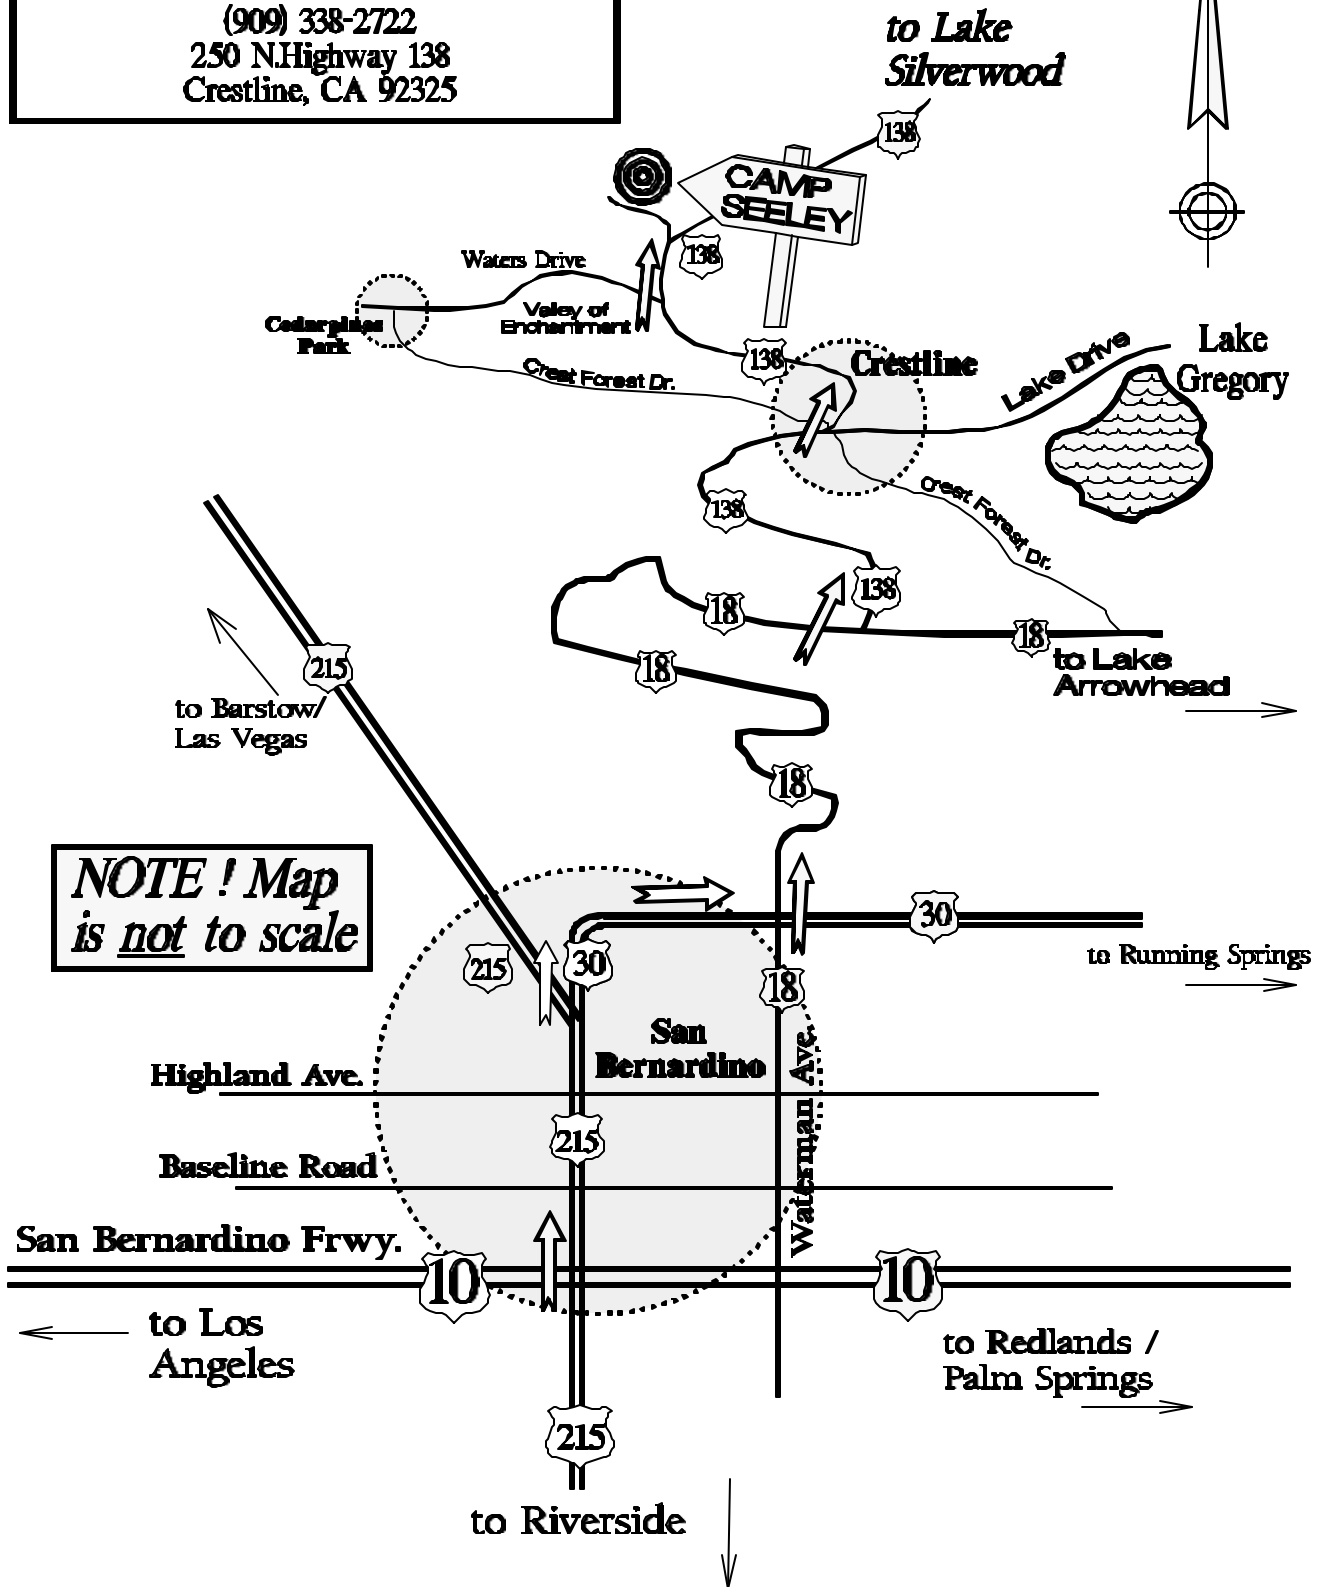 (909) 338-2722
250 N.Highway 138
Crestline, CA 92325
to Lake
Silverwood
138
CAMP
SEELEY
138
Waters Drive
Valley of
Enchantment
Cedarpines
Park
138
Crestline
Lake Drive
Lake
Gregory
Crest Forest Dr.
138
Crest Forest Dr.
138
18
18
to Lake
Arrowhead
18
215
to Barstow/
Las Vegas
18
NOTE ! Map
is not to scale
30
to Running Springs
215
30
18
San
Bernardino
Waterman Ave.
Highland Ave.
215
Baseline Road
San Bernardino Frwy.
10
10
to Los
Angeles
to Redlands /
Palm Springs
215
to Riverside